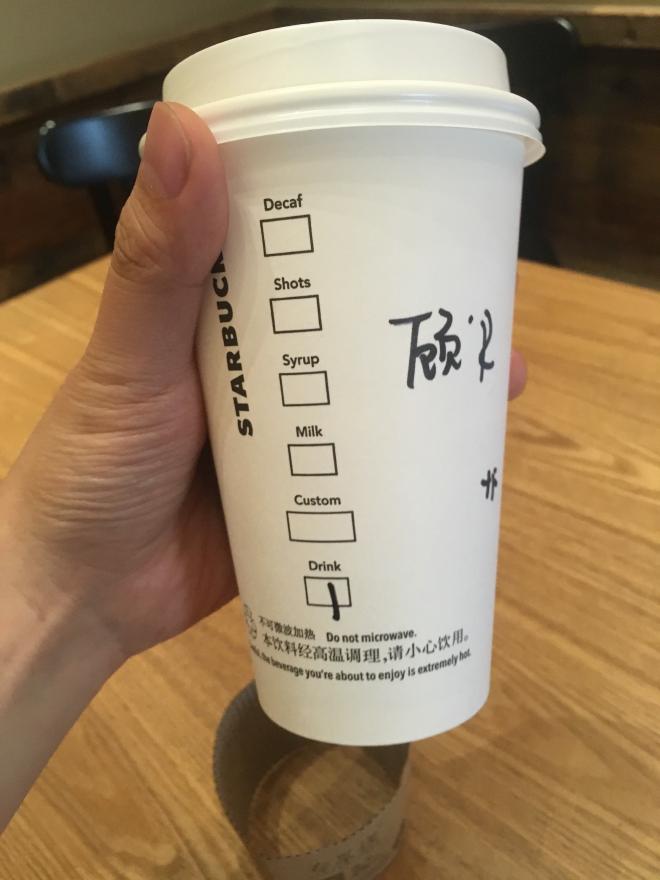 STARBUCK
Decaf
Shots
Syrup
Milk
Custom
Drink
顾
不可微波加热 Do not microwave.
本饮料经高温调理,请小心饮用。
the beverage you're about to enjoy is extremely hot.